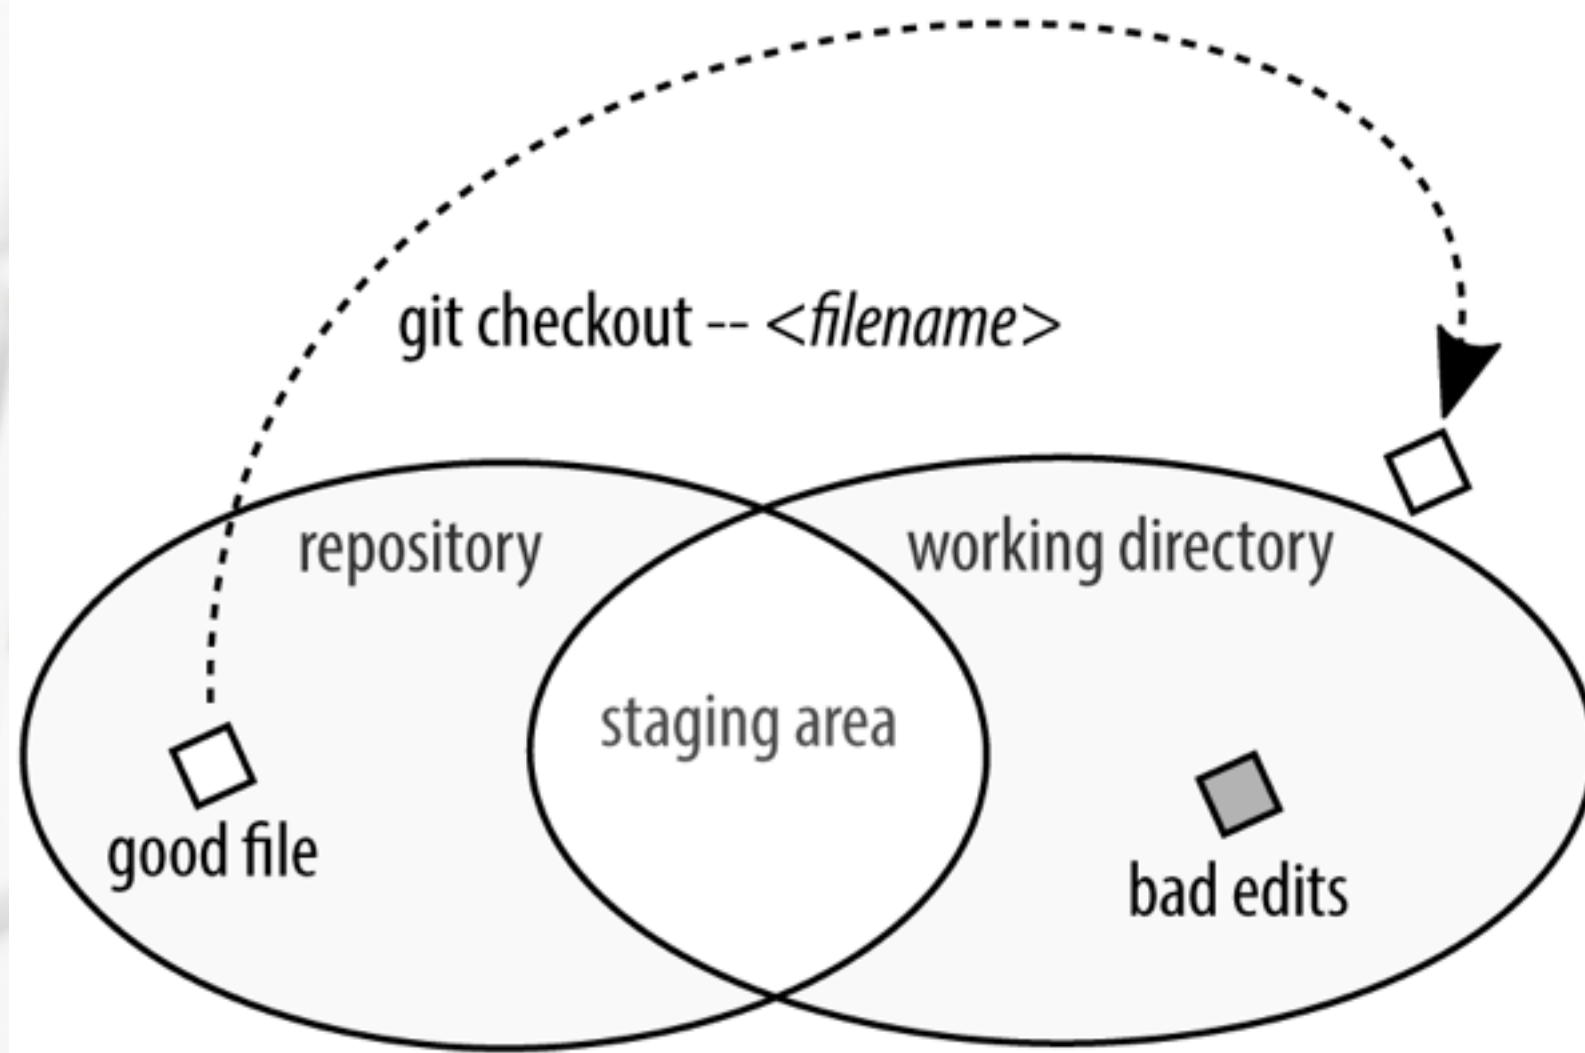 git checkout -- <filename>
repository
working directory
staging area
good file
bad edits